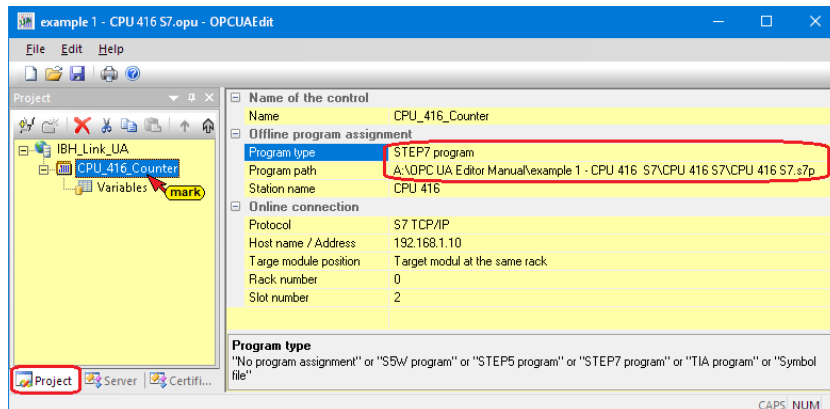 example 1 - CPU 416 S7.opu - OPCUAEdit
File Edit Help
Project
IBH_Link_UA
CPU_416_Counter
Variables
mark
Name of the control
Name CPU_416_Counter
Offline program assignment
Program type STEP7 program
Program path A:\OPC UA Editor Manual\example 1 - CPU 416 S7\CPU 416 S7\CPU 416 S7.s7p
Station name CPU 416
Online connection
Protocol S7 TCP/IP
Host name / Address 192.168.1.10
Targe module position Target modul at the same rack
Rack number 0
Slot number 2
Program type
"No program assignment" or "S5W program" or "STEP5 program" or "STEP7 program" or "TIA program" or "Symbol
file"
Project Server Certifi...
CAPS NUM